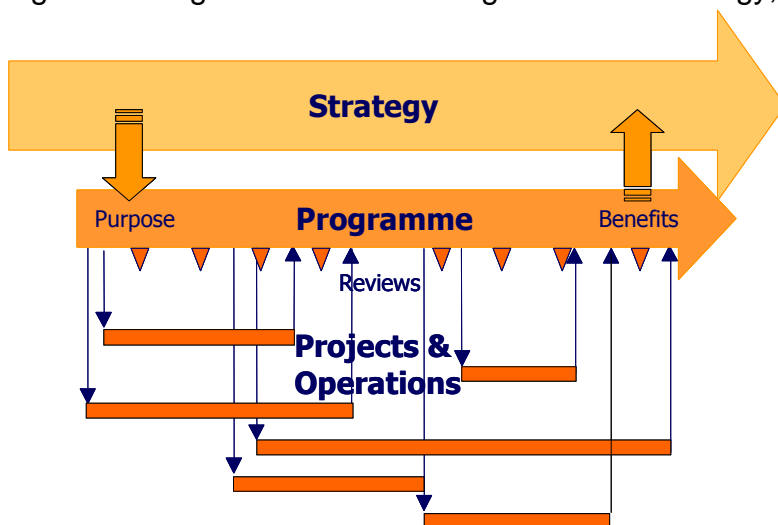 Strategy
Purpose
Programme
Benefits
Reviews
Projects &
Operations